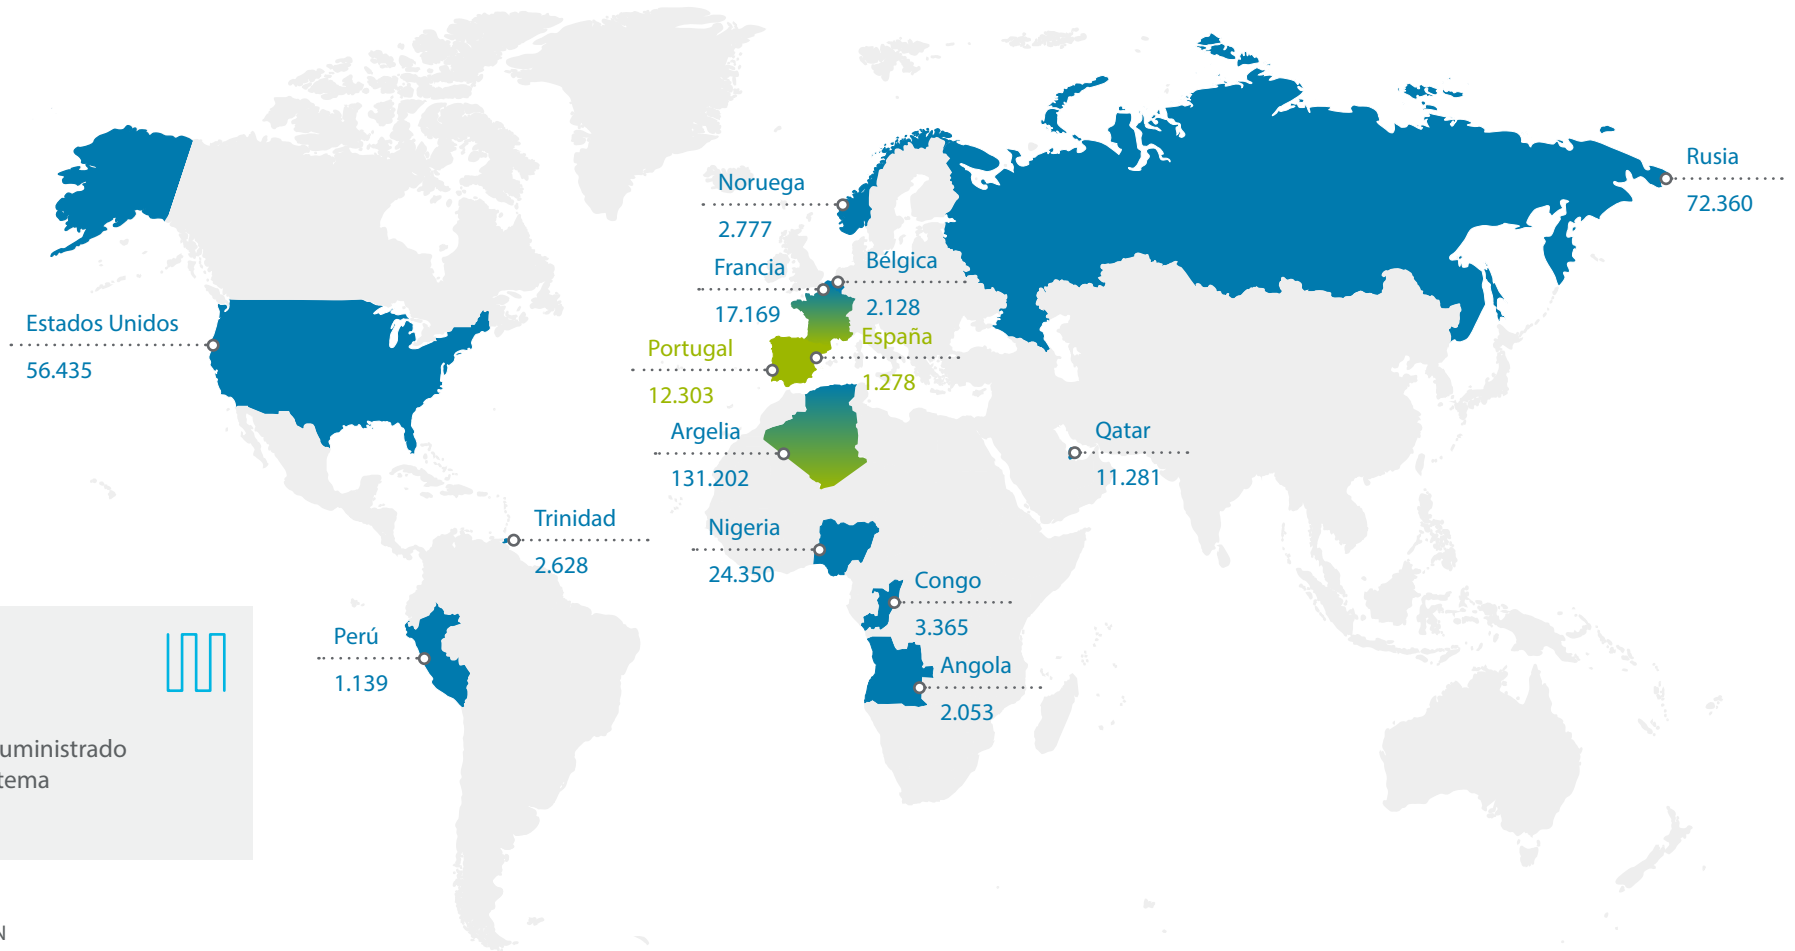 Rusia
72.360
Noruega
2.777
Francia
17.169
Bélgica
2.128
Estados Unidos
56.435
Portugal
12.303
España
1.278
Argelia
131.202
Qatar
11.281
Trinidad
2.628
Nigeria
24.350
Congo
3.365
Perú
1.139
Angola
2.053
uministrado
tema
N